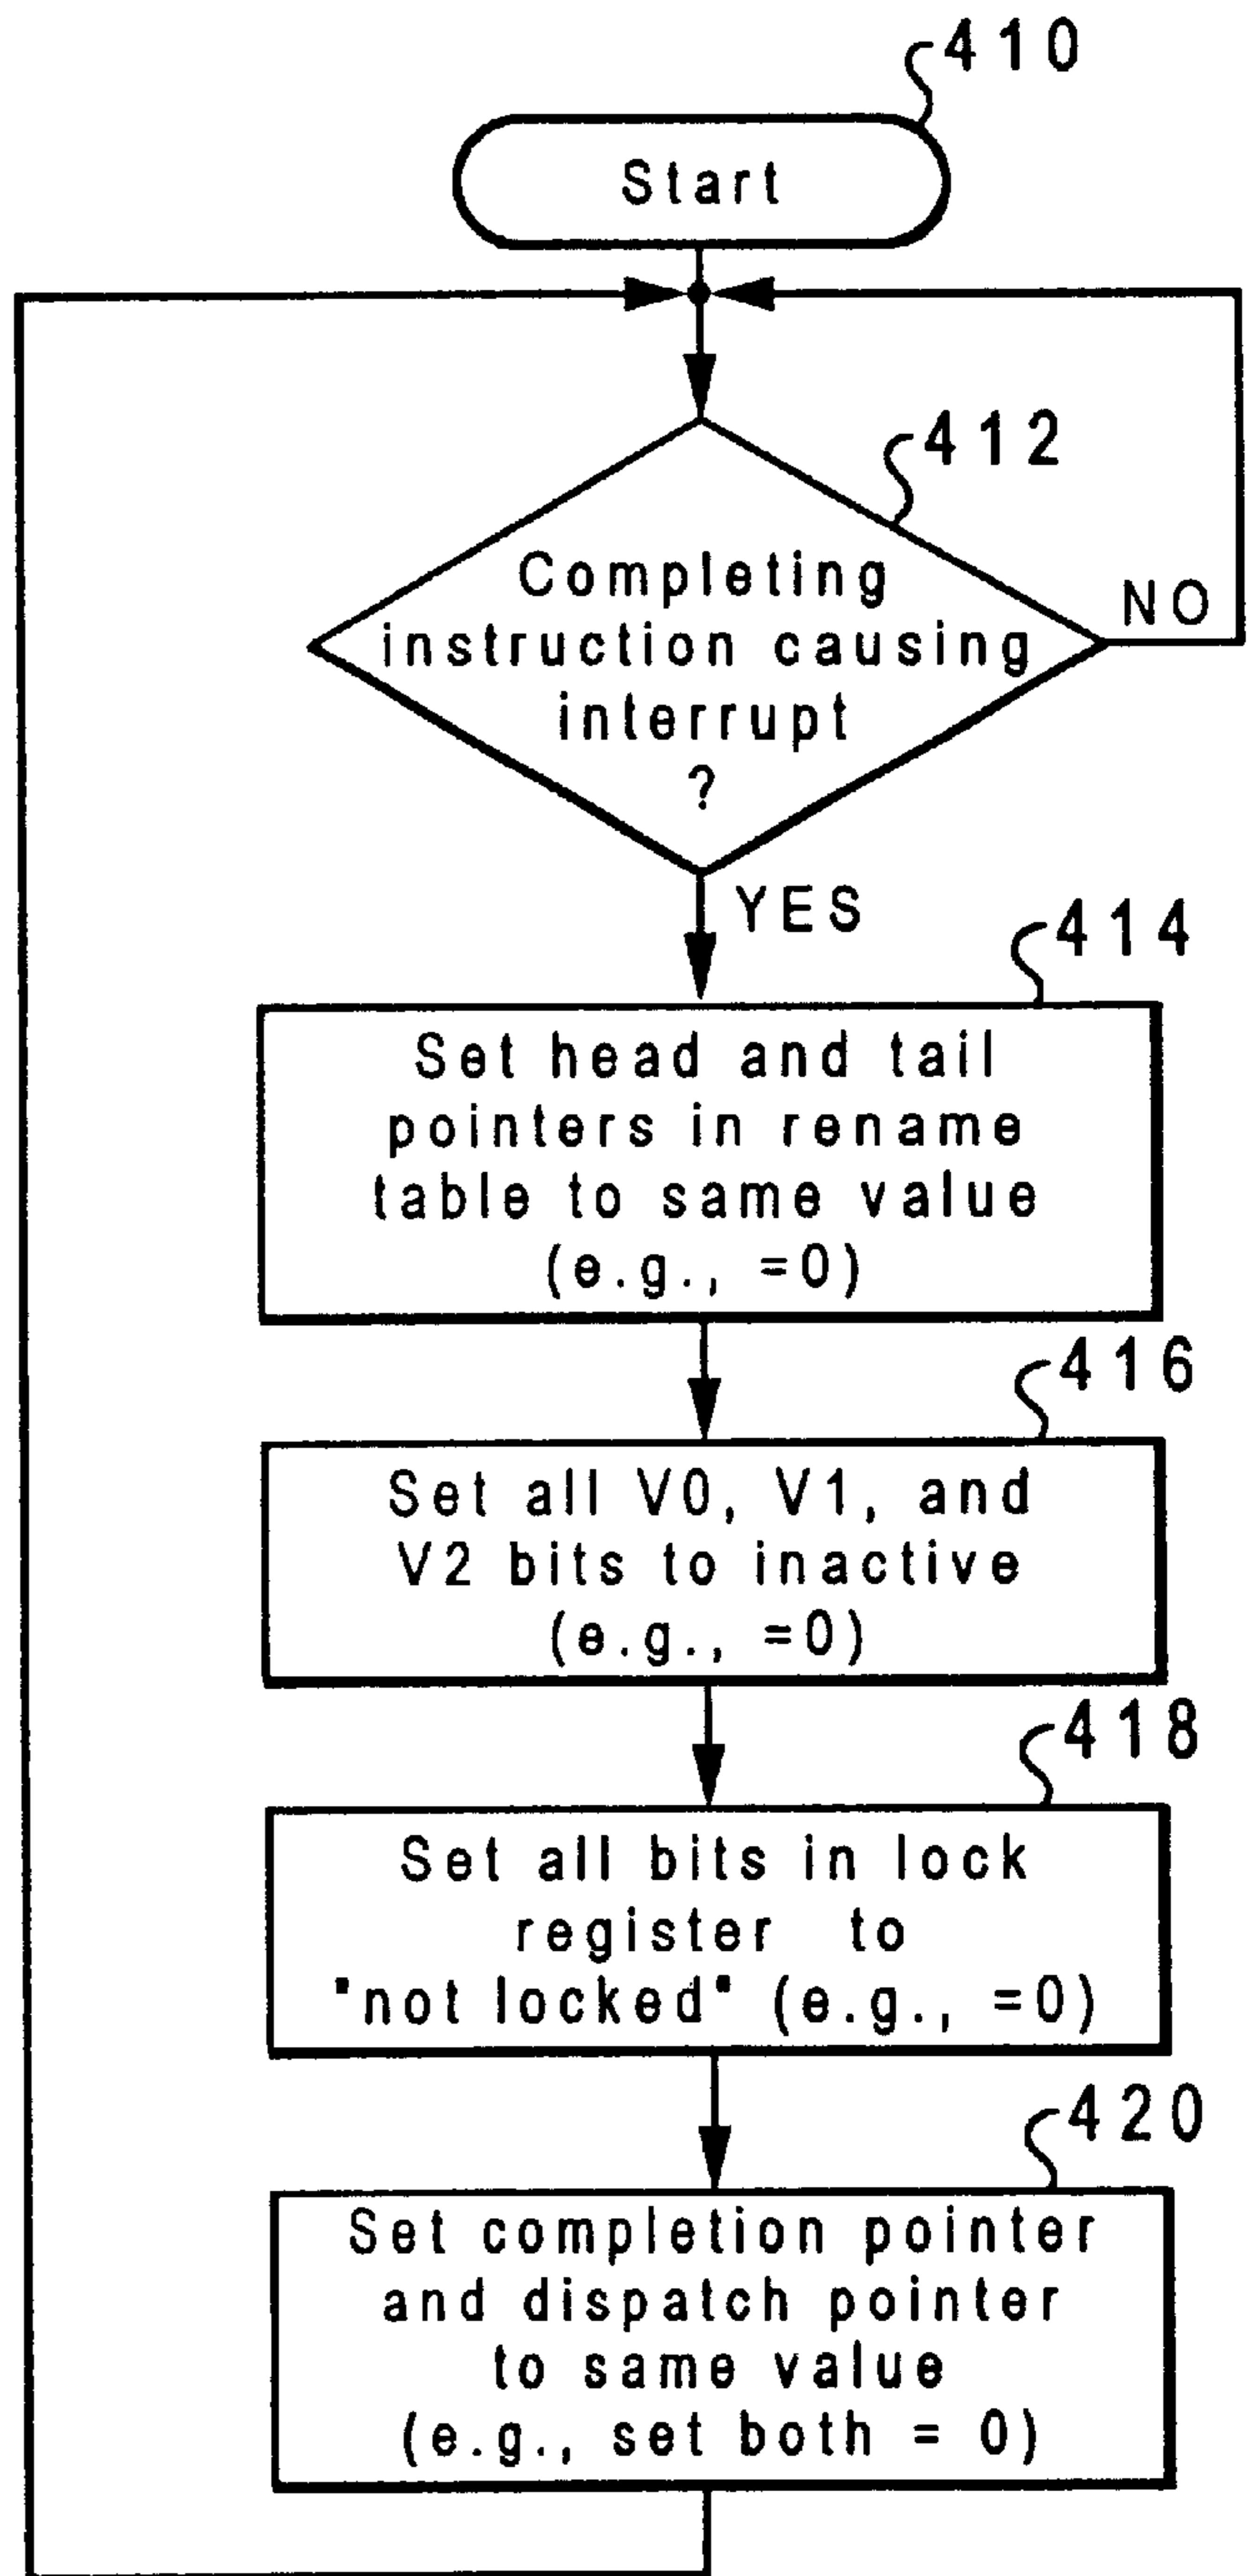 410
Start
412
Completing
instruction causing
interrupt
?
NO
YES
414
Set head and tail
pointers in rename
table to same value
(e.g., =0)
416
Set all V0, V1, and
V2 bits to inactive
(e.g., =0)
418
Set all bits in lock
register to
"not locked" (e.g., =0)
420
Set completion pointer
and dispatch pointer
to same value
(e.g., set both = 0)